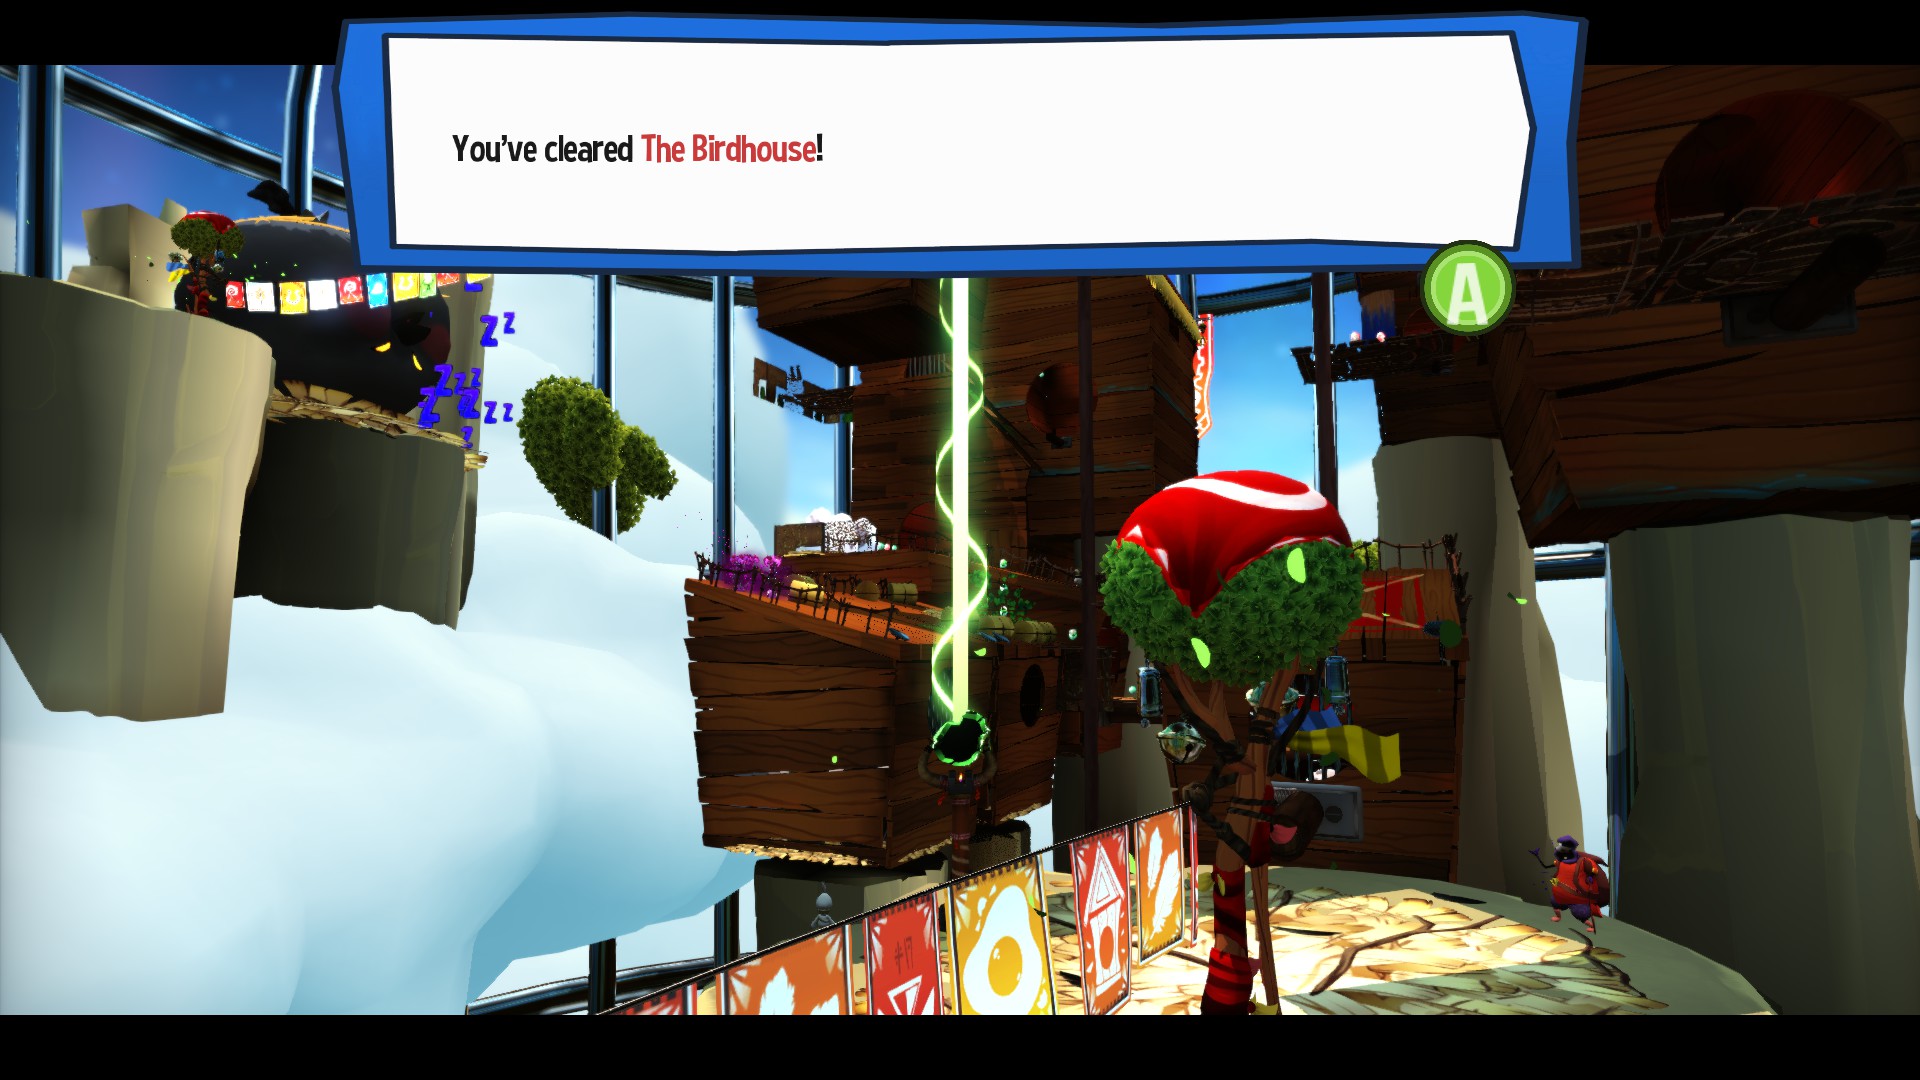 You've cleared The Birdhouse!
A
Z Z
Z Z Z
Z Z Z Z
Z